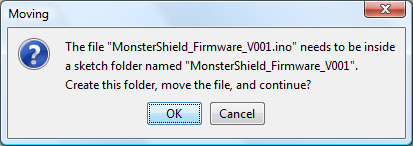 Moving
The file "MonsterShield_Firmware_V001.ino" needs to be inside
a sketch folder named "MonsterShield_Firmware_V001".
Create this folder, move the file, and continue?
OK
Cancel